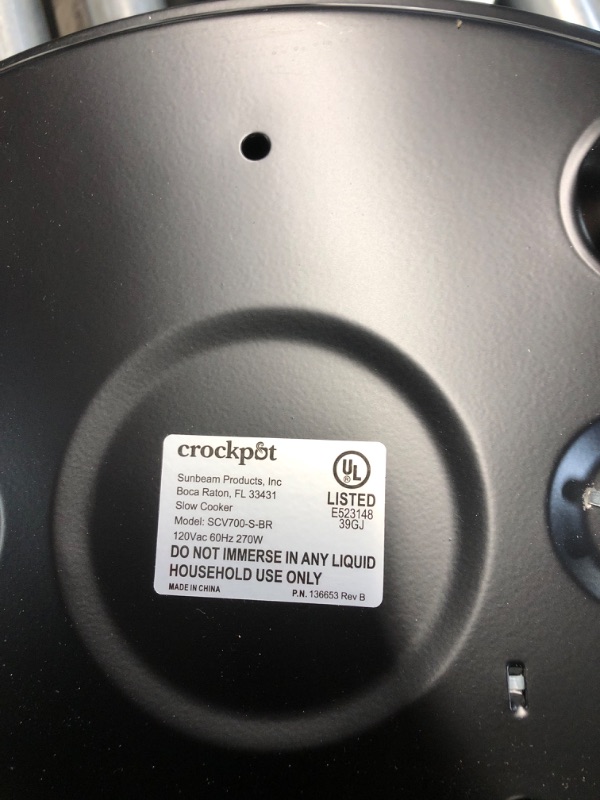 crockpot
Sunbeam Products, Inc
Boca Raton, FL 33431
Slow Cooker
Model: SCV700-S-BR
120Vac 60Hz 270W
UL
®
LISTED
E523148
39GJ
DO NOT IMMERSE IN ANY LIQUID
HOUSEHOLD USE ONLY
MADE IN CHINA
P.N. 136653 Rev B